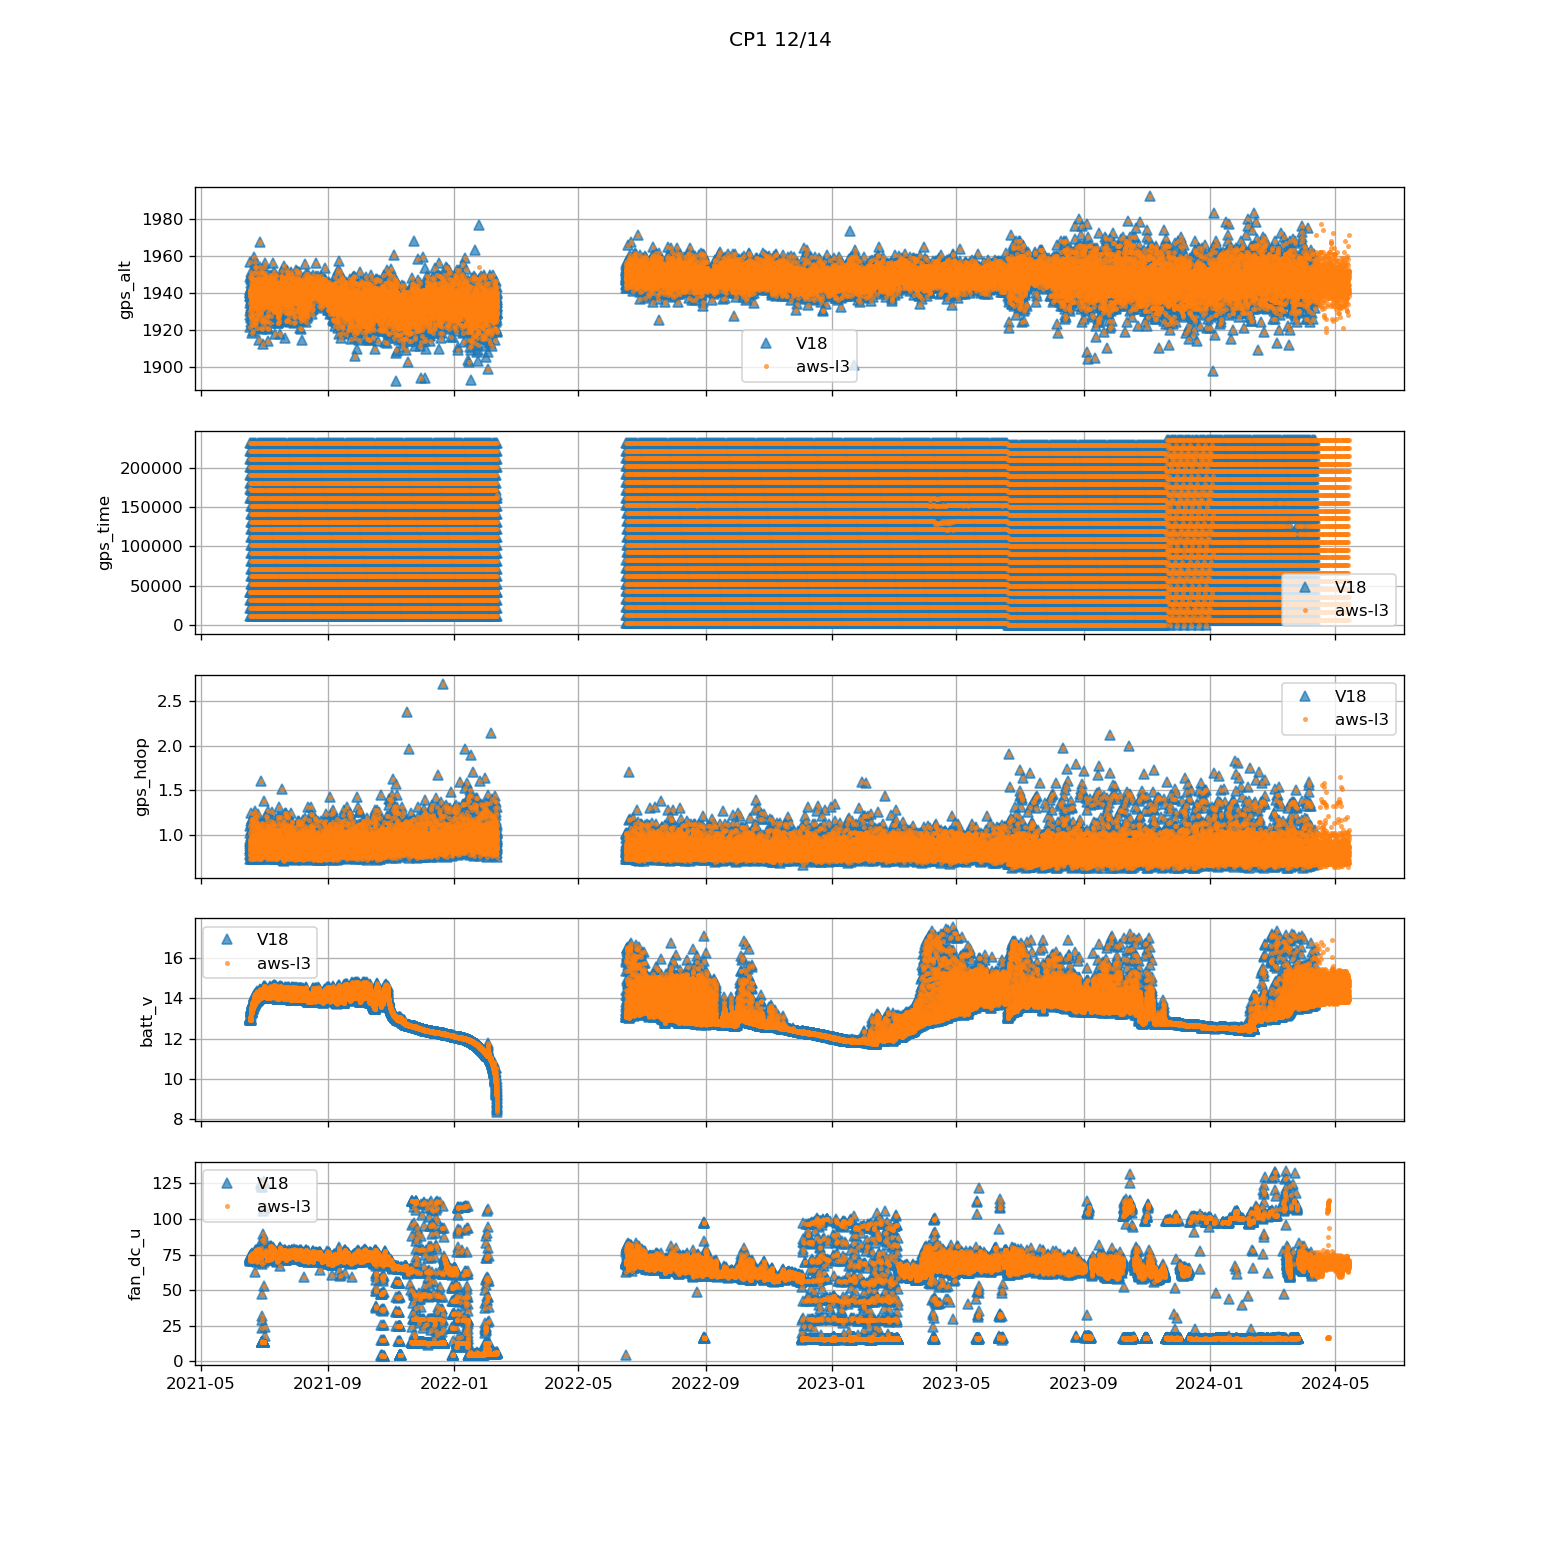 CP1 12/14
1980
1960
1940
1920
1900
gps_alt
V18
aws-l3
200000
150000
100000
50000
0
gps_time
V18
aws-l3
2.5
2.0
1.5
1.0
gps_hdop
V18
aws-l3
16
14
12
10
8
batt_v
V18
aws-l3
125
100
75
50
25
0
fan_dc_u
V18
aws-l3
2021-05 2021-09 2022-01 2022-05 2022-09 2023-01 2023-05 2023-09 2024-01 2024-05